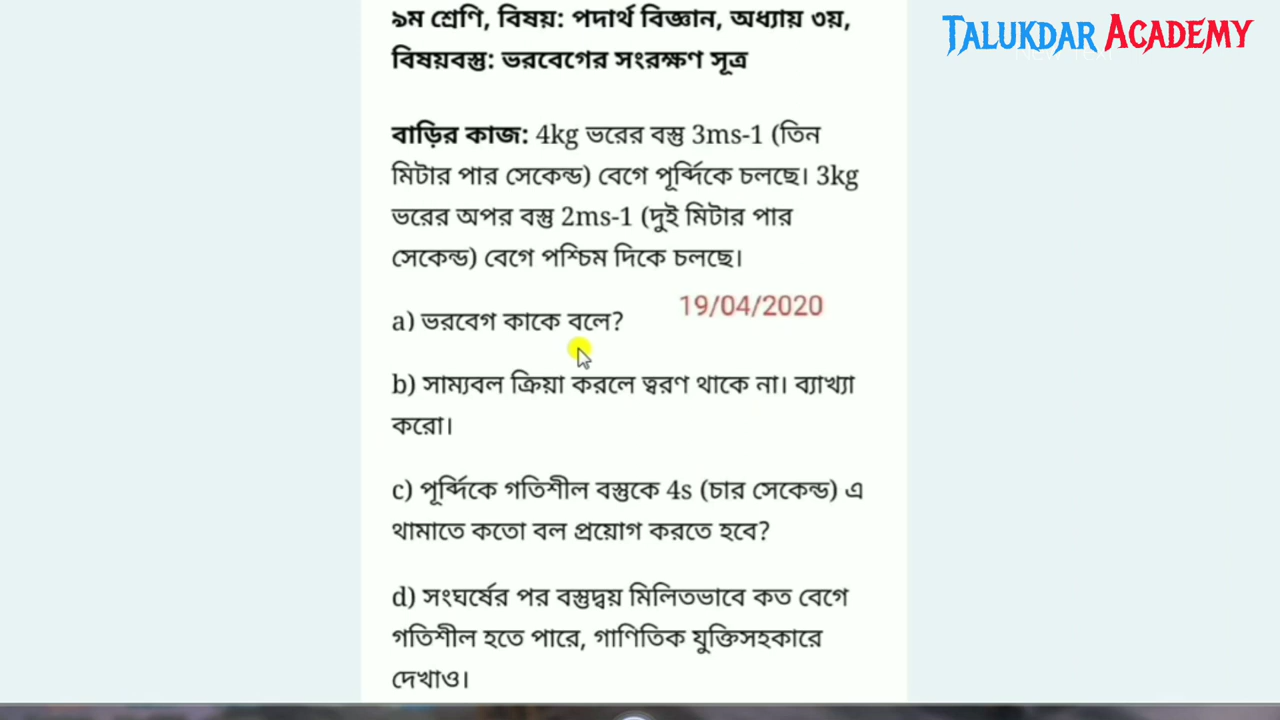 ৯ম শ্রেণি, বিষয়: পদার্থ বিজ্ঞান, অধ্যায় ৩য়,
বিষয়বস্তু: ভরবেগের সংরক্ষণ সূত্র
TALUKDAR ACADEMY
বাড়ির কাজ: 4kg ভরের বস্তু 3ms-1 (তিন
মিটার পার সেকেন্ড) বেগে পূর্ব্দিকে চলছে। 3kg
ভরের অপর বস্তু 2ms-1 (দুই মিটার পার
সেকেন্ড) বেগে পশ্চিম দিকে চলছে।
19/04/2020
a) ভরবেগ কাকে বলে?
b) সাম্যবল ক্রিয়া করলে ত্বরণ থাকে না। ব্যাখ্যা
করো।
c) পূর্ব্দিকে গতিশীল বস্তুকে 4s (চার সেকেন্ড) এ
থামাতে কতো বল প্রয়োগ করতে হবে?
d) সংঘর্ষের পর বস্তুদ্বয় মিলিতভাবে কত বেগে
গতিশীল হতে পারে, গাণিতিক যুক্তিসহকারে
দেখাও।